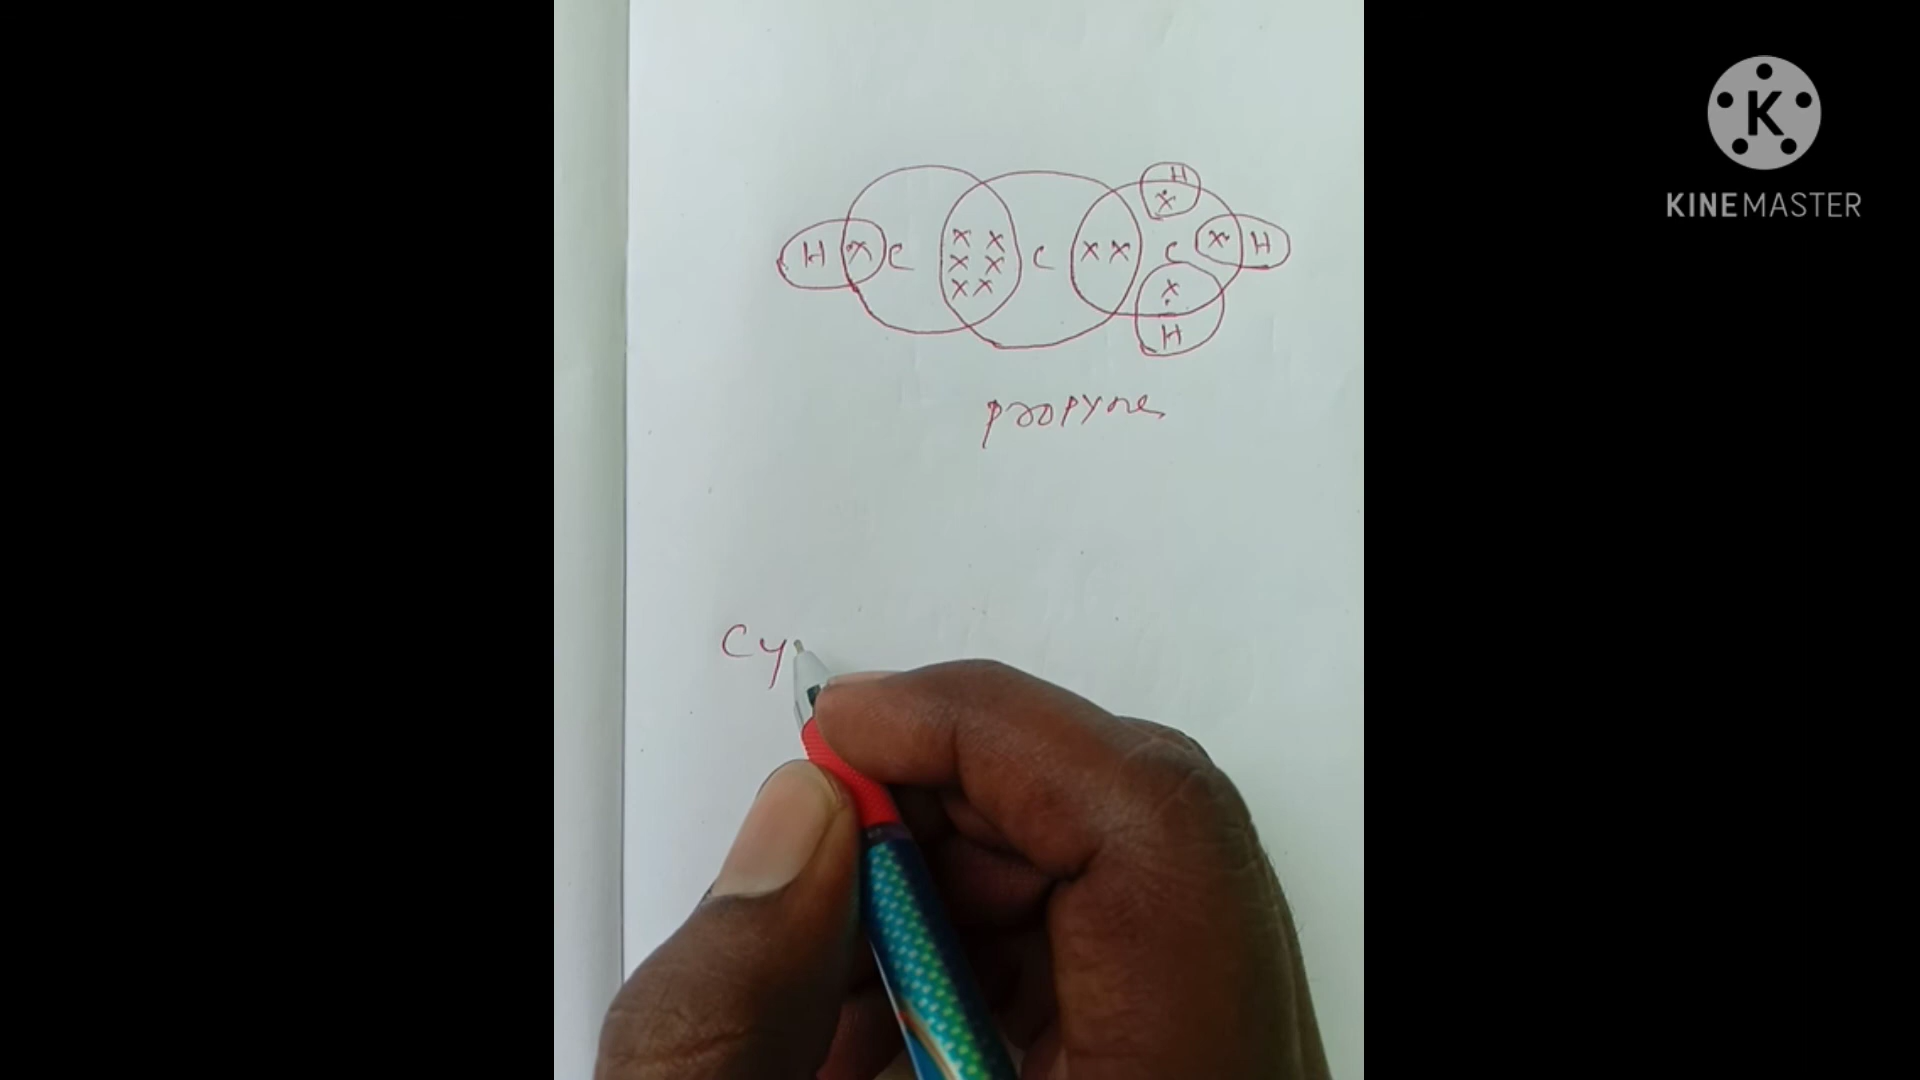 K
KINEMASTER
H
H X C X X C X X C X H
X X
X X
X
X
H
propyne
Cy